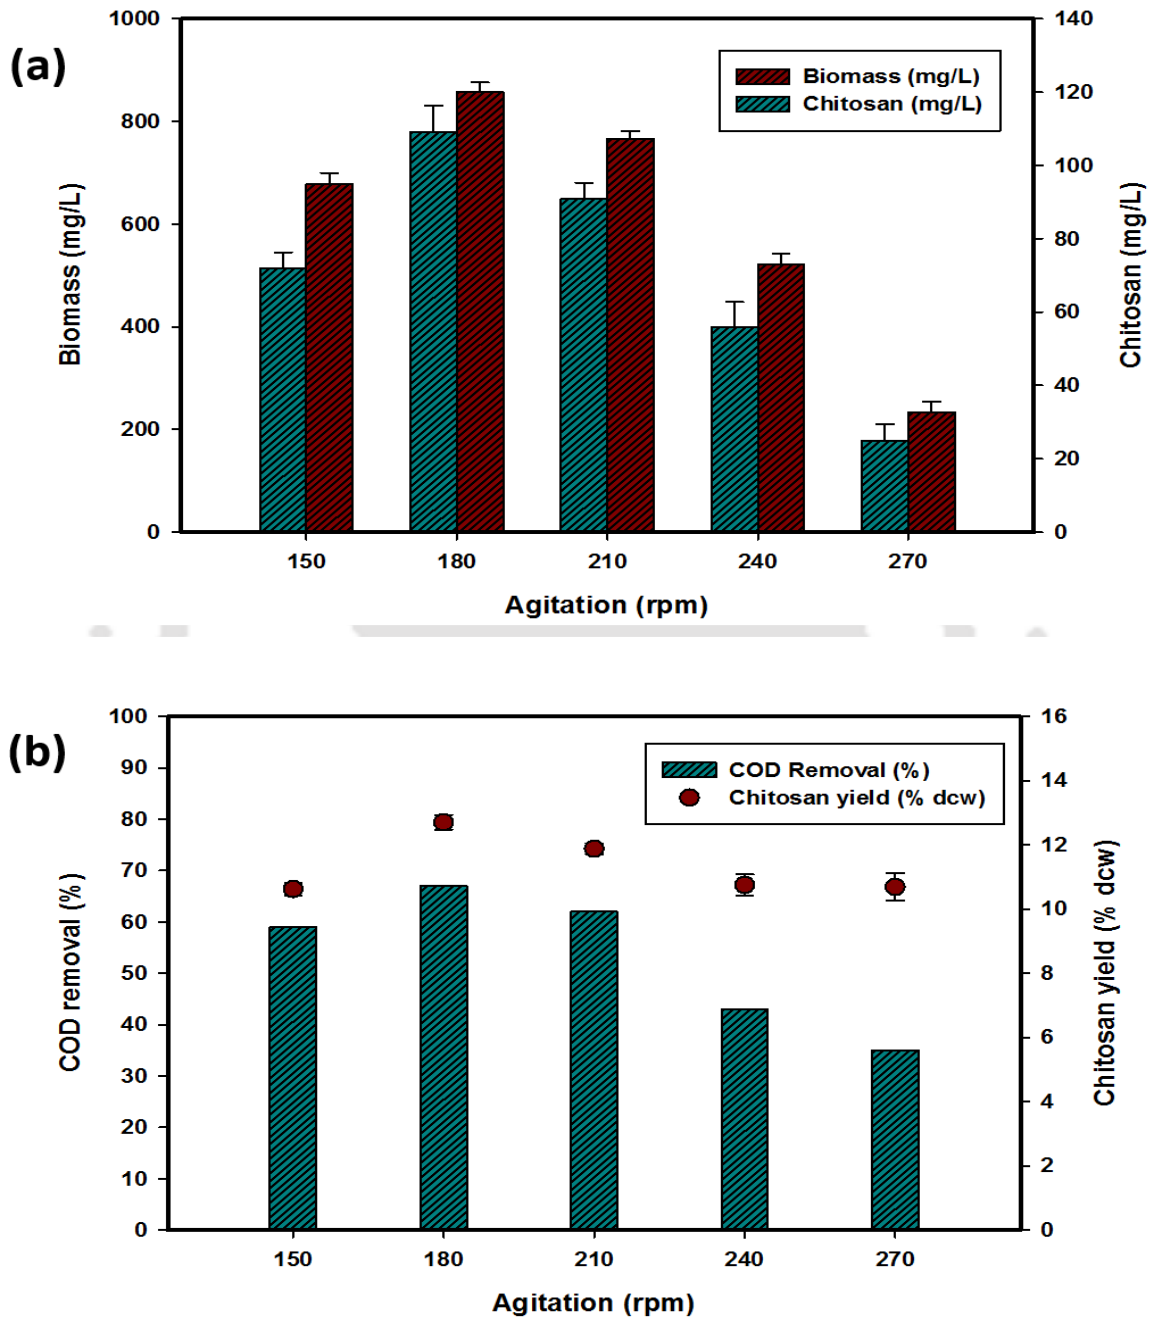 (a)
1000
800
600
400
200
0
Biomass (mg/L)
140
120
100
80
60
40
20
0
Chitosan (mg/L)
Biomass (mg/L)
Chitosan (mg/L)
150 180 210 240 270
Agitation (rpm)
(b)
100
90
80
70
60
50
40
30
20
10
0
COD removal (%)
16
14
12
10
8
6
4
2
0
Chitosan yield (% dcw)
COD Removal (%)
Chitosan yield (% dcw)
150 180 210 240 270
Agitation (rpm)